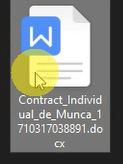 W
Contract_Individ
ual_de_Munca_1
710317038891.do
cx